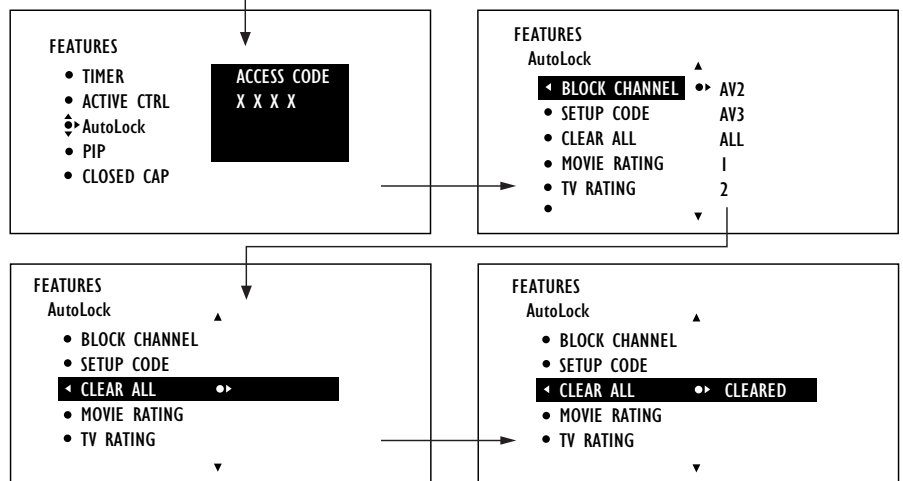 FEATURES
TIMER
ACTIVE CTRL
AutoLock
PIP
CLOSED CAP
ACCESS CODE
X X X X
FEATURES
AutoLock
BLOCK CHANNEL AV2
SETUP CODE AV3
CLEAR ALL ALL
MOVIE RATING 1
TV RATING 2
FEATURES
AutoLock
BLOCK CHANNEL
SETUP CODE
CLEAR ALL
MOVIE RATING
TV RATING
FEATURES
AutoLock
BLOCK CHANNEL
SETUP CODE
CLEAR ALL CLEARED
MOVIE RATING
TV RATING